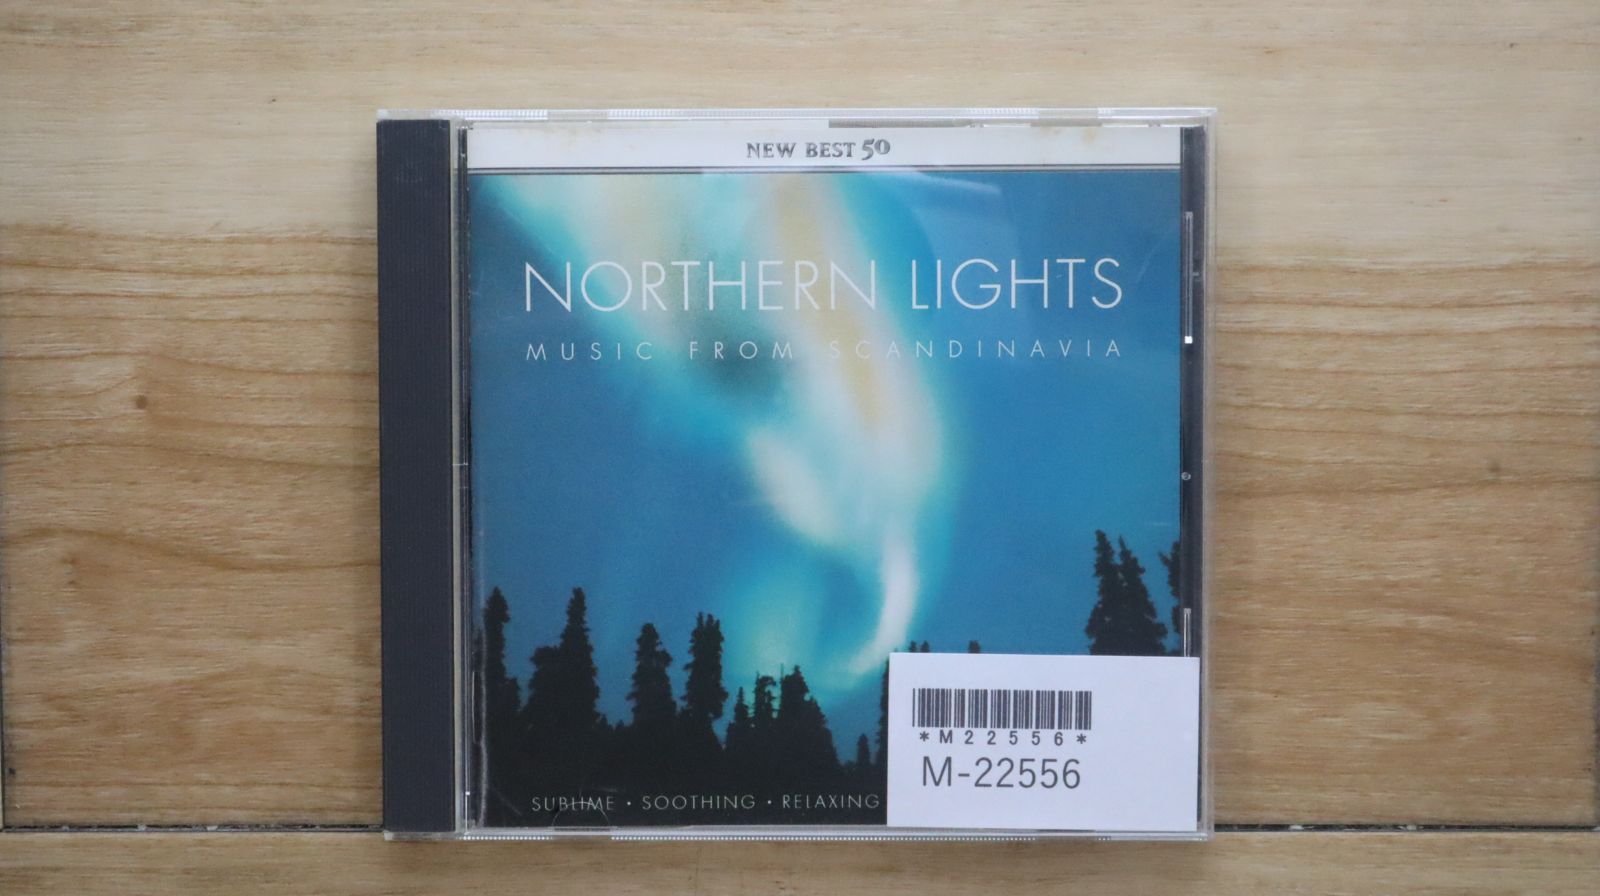 NEW BEST 50
NORTHERN LIGHTS
MUSIC FROM SCANDINAVIA
SUBLIME • SOOTHING • RELAXING
*M22556*
M-22556